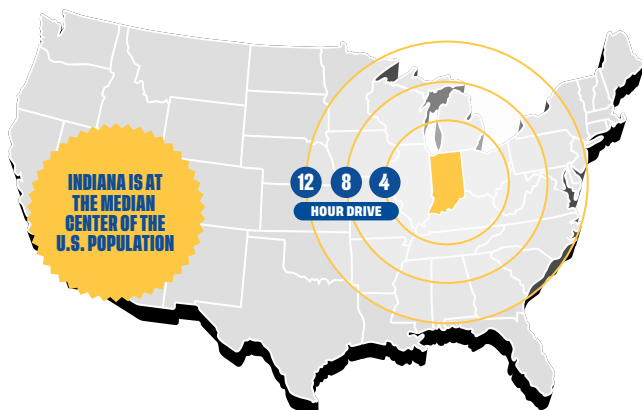 INDIANA IS AT
THE MEDIAN
CENTER OF THE
U.S. POPULATION
12 8 4
HOUR DRIVE